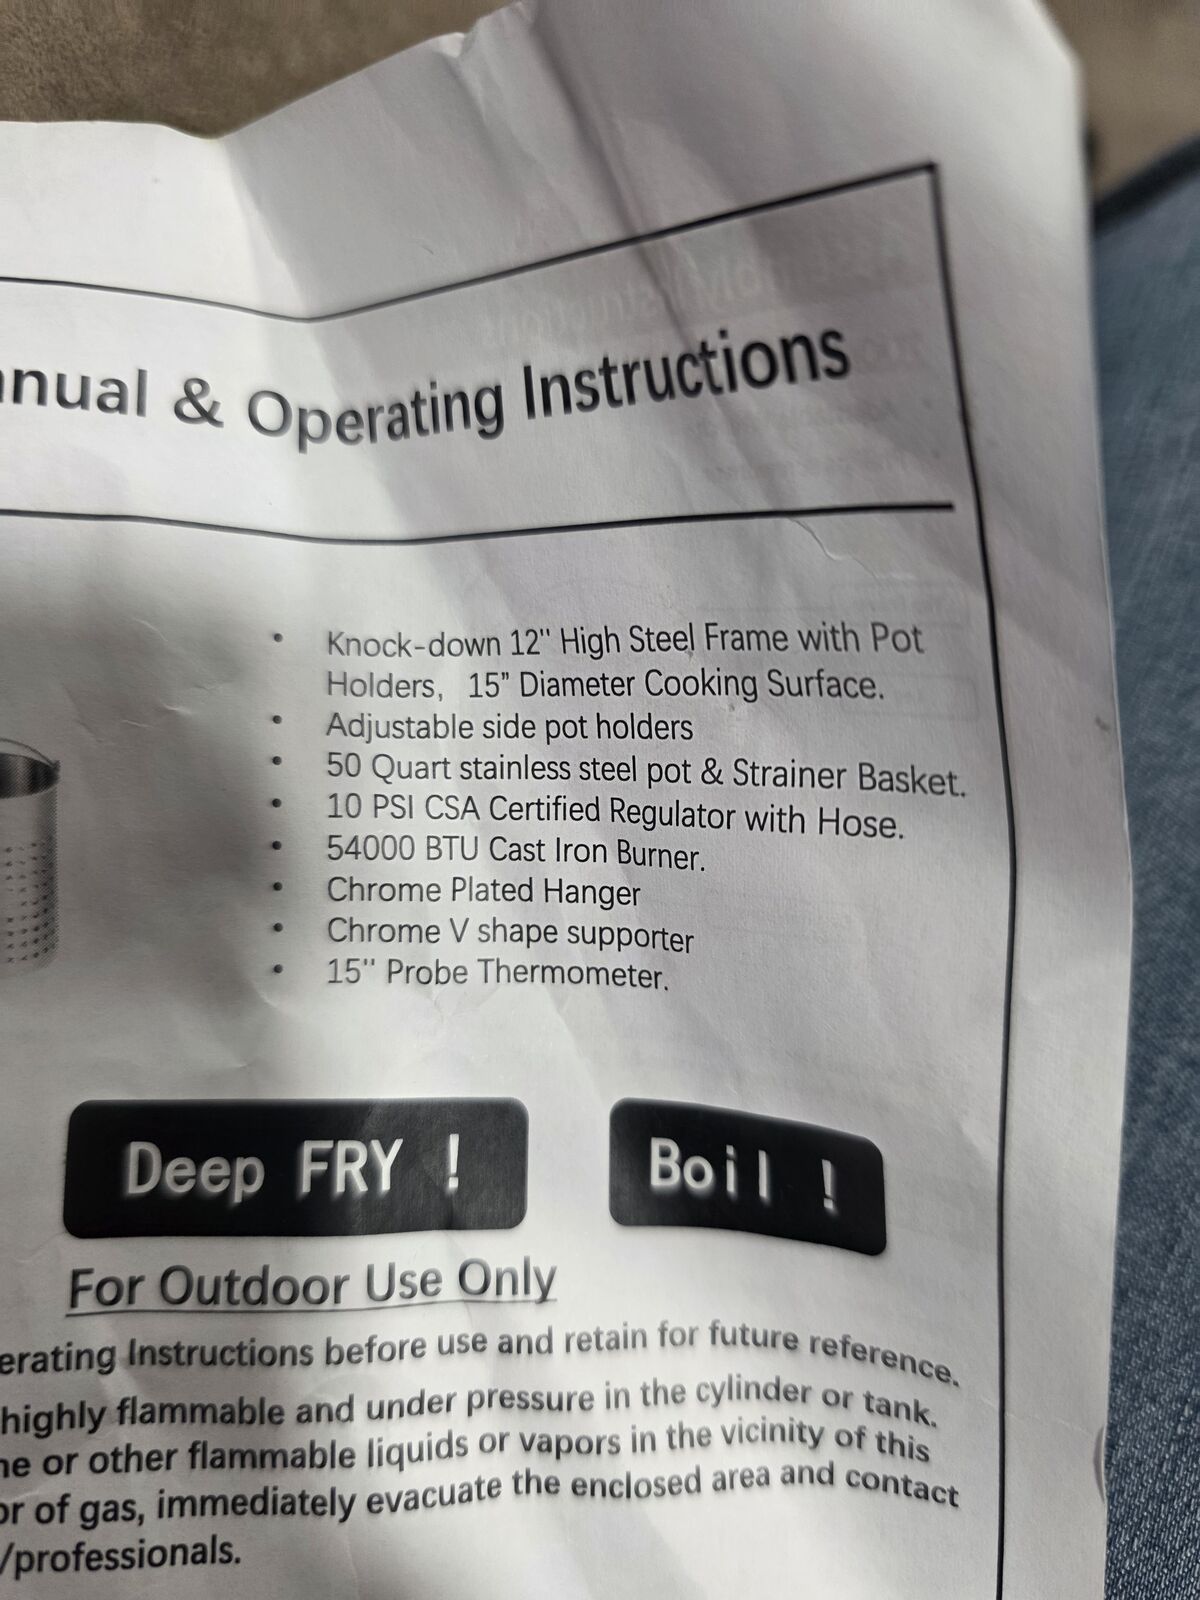 & Operating Instructions
• Knock-down 12" High Steel Frame with Pot
Holders, 15” Diameter Cooking Surface.
• Adjustable side pot holders
• 50 Quart stainless steel pot & Strainer Basket.
• 10 PSI CSA Certified Regulator with Hose.
• 54000 BTU Cast Iron Burner.
• Chrome Plated Hanger
• Chrome V shape supporter
• 15" Probe Thermometer.
Deep FRY !
Boil !
For Outdoor Use Only
Instructions before use and retain for future reference.
highly flammable and under pressure in the cylinder or tank.
or other flammable liquids or vapors in the vicinity of this
of gas, immediately evacuate the enclosed area and contact
/professionals.